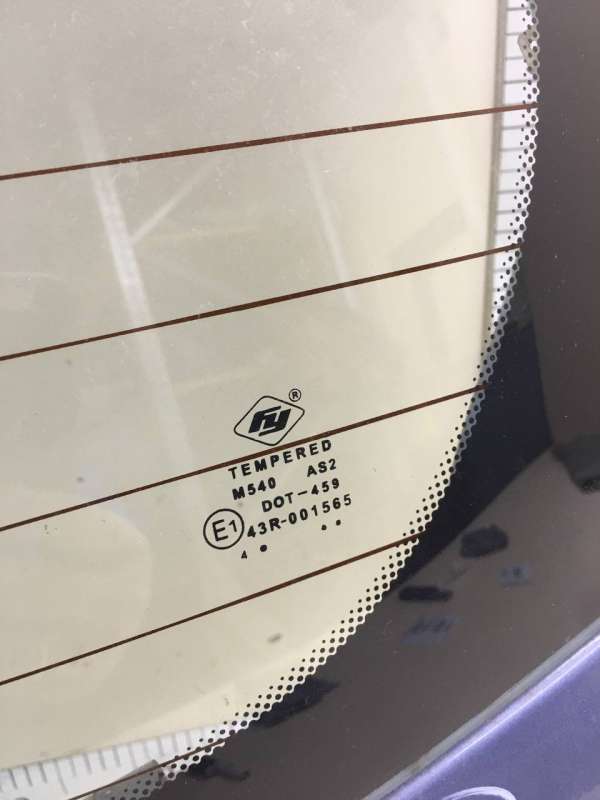 FY ®
TEMPERED
M540 AS2
DOT-459
E1 43R-001565
4 • ••